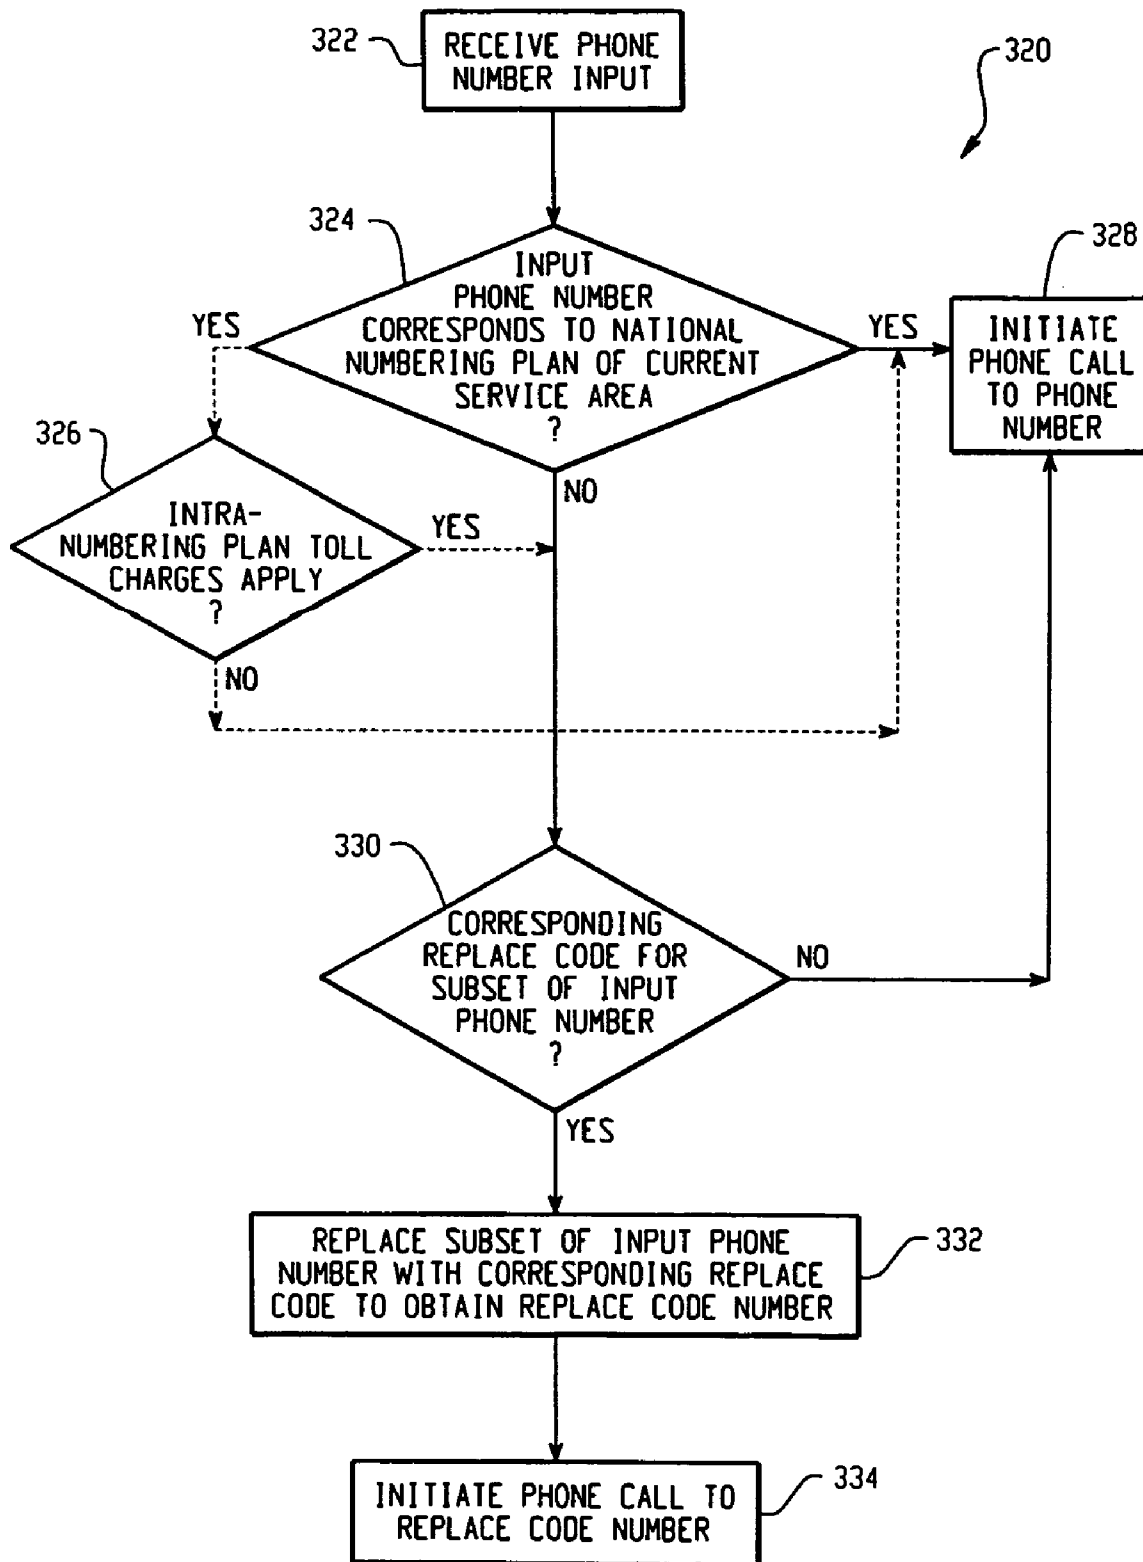 322
RECEIVE PHONE
NUMBER INPUT
320
324
INPUT
PHONE NUMBER
CORRESPONDS TO NATIONAL
NUMBERING PLAN OF CURRENT
SERVICE AREA
?
YES
YES
328
INITIATE
PHONE CALL
TO PHONE
NUMBER
326
INTRA-
NUMBERING PLAN TOLL
CHARGES APPLY
?
YES
NO
NO
330
CORRESPONDING
REPLACE CODE FOR
SUBSET OF INPUT
PHONE NUMBER
?
NO
YES
REPLACE SUBSET OF INPUT PHONE
NUMBER WITH CORRESPONDING REPLACE
CODE TO OBTAIN REPLACE CODE NUMBER
332
INITIATE PHONE CALL TO
REPLACE CODE NUMBER
334